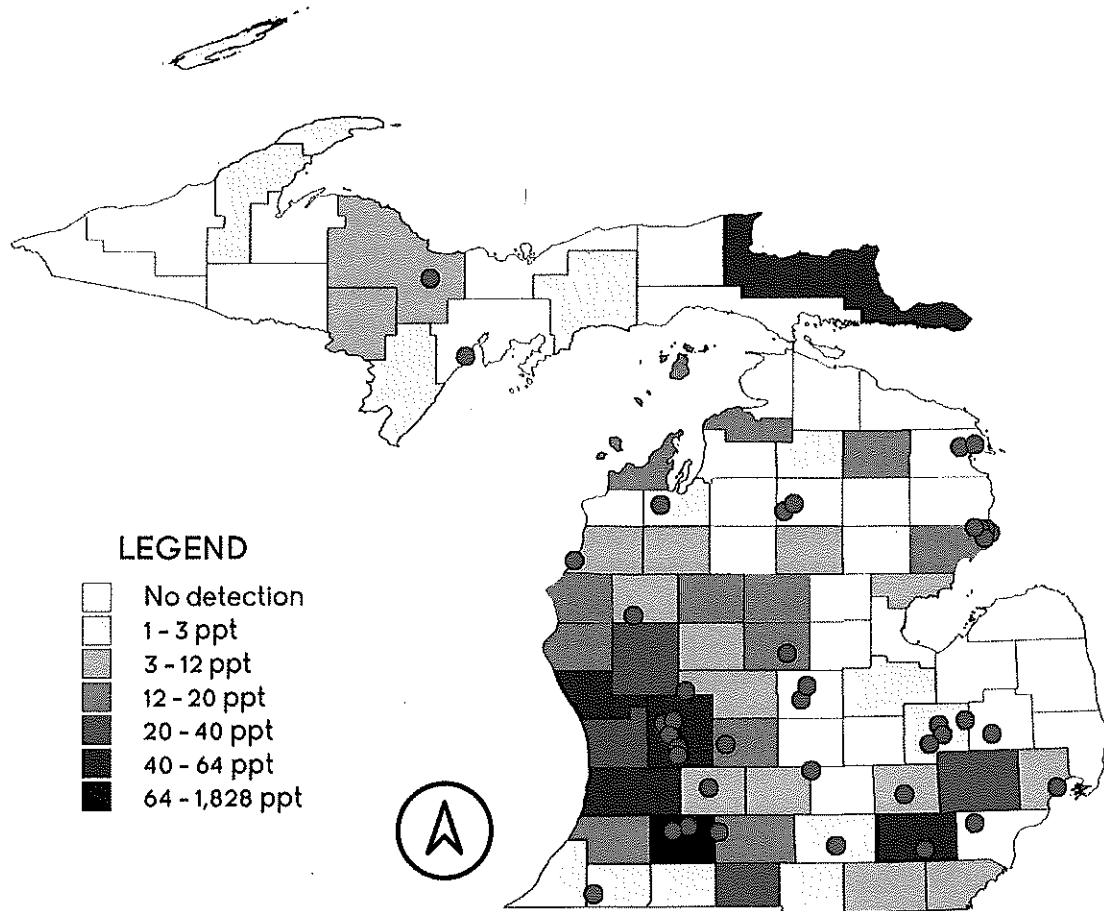 LEGEND
No detection
1 - 3 ppt
3 - 12 ppt
12 - 20 ppt
20 - 40 ppt
40 - 64 ppt
64 - 1,828 ppt